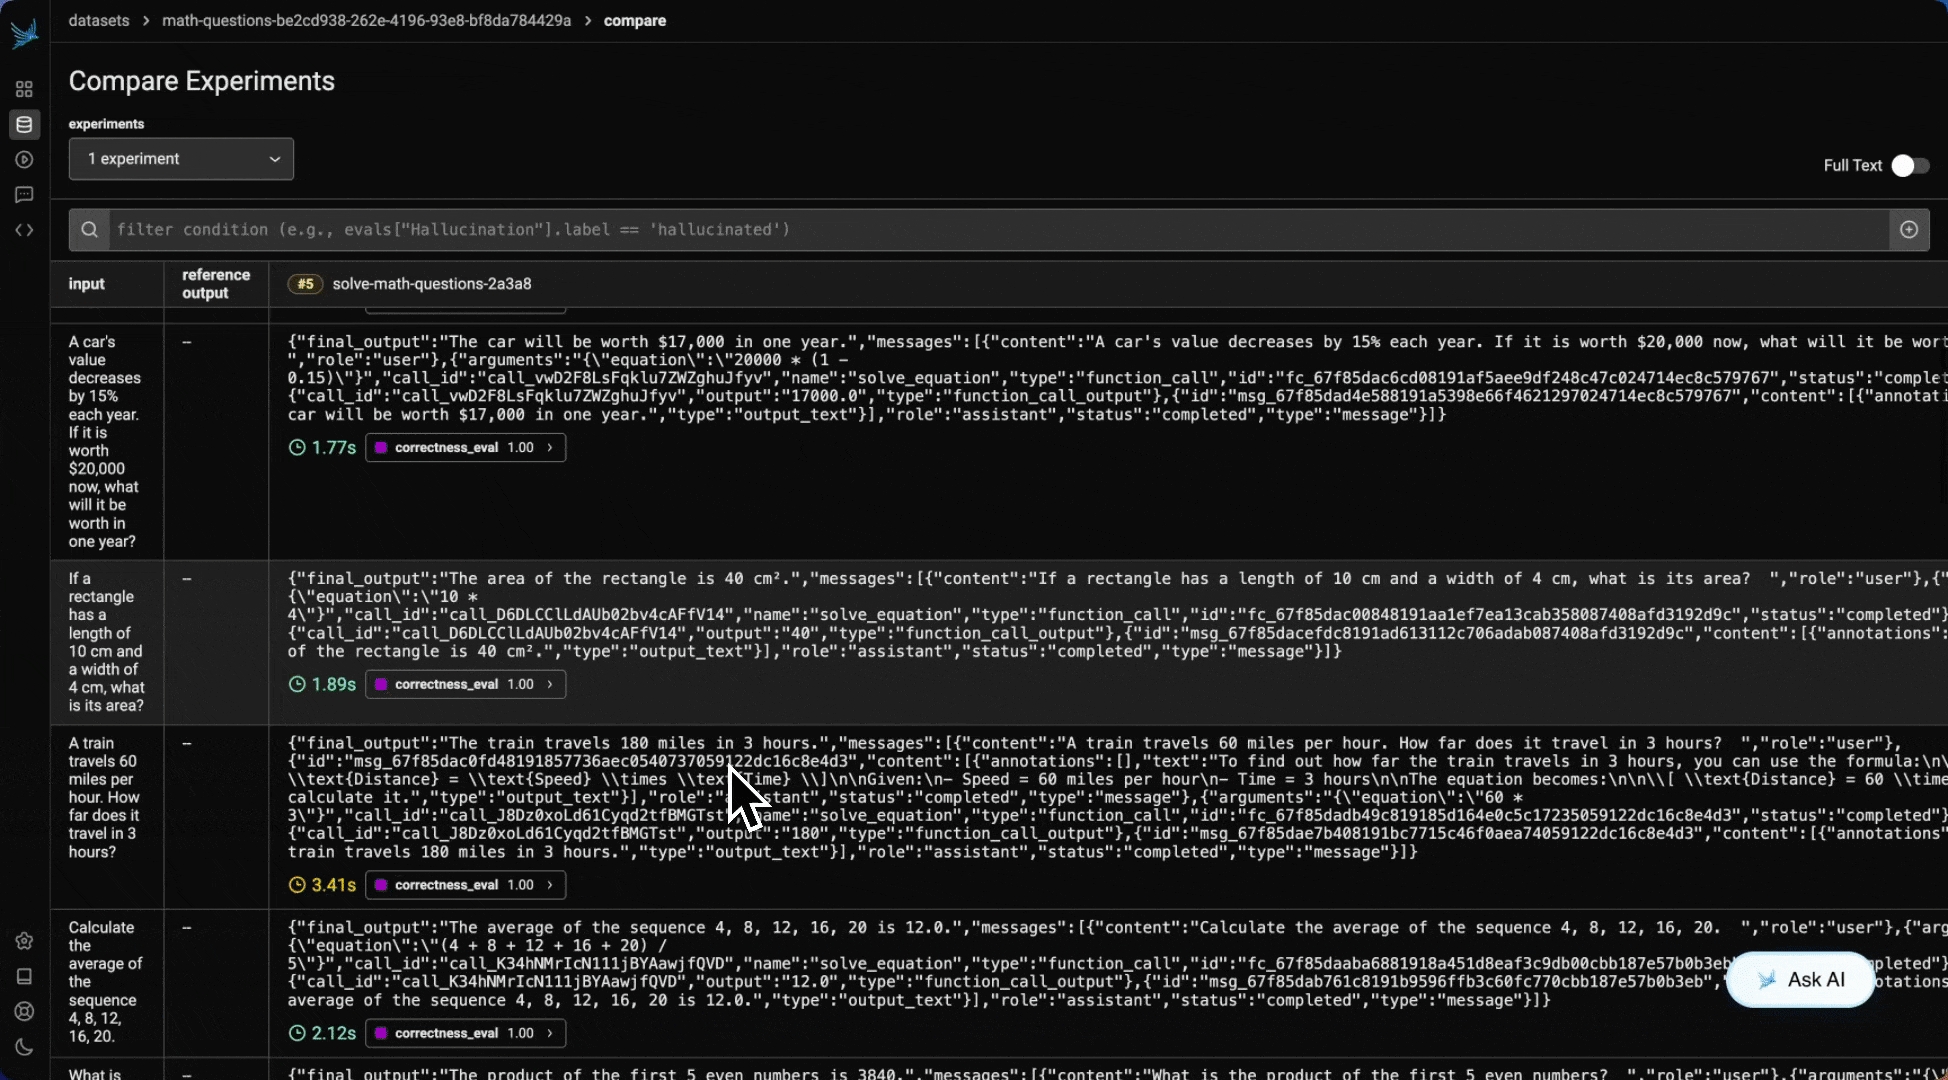 datasets > math-questions-be2cd938-262e-4196-93e8-bf8da784429a > compare
Compare Experiments
experiments
1 experiment
Full Text
filter condition (e.g., evals["Hallucination"].label == 'hallucinated')
input
reference
output
#5 solve-math-questions-2a3a8
A car's
value
decreases
by 15%
each year.
If it is
worth
$20,000
now, what
will it be
worth in
one year?
--
{"final_output":"The car will be worth $17,000 in one year.","messages":[{"content":"A car's value decreases by 15% each year. If it is worth $20,000 now, what will it be wort
","role":"user"},{"arguments":"{\"equation\":\"20000 * (1 -
0.15)\"}","call_id":"call_vwD2F8LsFqklu7ZWZghuJfyv","name":"solve_equation","type":"function_call","id":"fc_67f85dac6cd08191af5aee9df248c47c024714ec8c579767","status":"complet
{"call_id":"call_vwD2F8LsFqklu7ZWZghuJfyv","output":"17000.0","type":"function_call_output"},{"id":"msg_67f85dad4e588191a5398e66f4621297024714ec8c579767","content":[{"annotati
car will be worth $17,000 in one year.","type":"output_text"}],"role":"assistant","status":"completed","type":"message"}]}
1.77s correctness_eval 1.00 >
If a
rectangle
has a
length of
10 cm and
a width of
4 cm, what
is its area?
--
{"final_output":"The area of the rectangle is 40 cm².","messages":[{"content":"If a rectangle has a length of 10 cm and a width of 4 cm, what is its area?  ","role":"user"},{"
{\"equation\":\"10 *
4\"}","call_id":"call_D6DLCClLdAUb02bv4cAFfV14","name":"solve_equation","type":"function_call","id":"fc_67f85dac00848191aa1ef7ea13cab358087408afd3192d9c","status":"completed"}
{"call_id":"call_D6DLCClLdAUb02bv4cAFfV14","output":"40","type":"function_call_output"},{"id":"msg_67f85dacefdc8191ad613112c706adab087408afd3192d9c","content":[{"annotations":
of the rectangle is 40 cm².","type":"output_text"}],"role":"assistant","status":"completed","type":"message"}]}
1.89s correctness_eval 1.00 >
A train
travels 60
miles per
hour. How
far does it
travel in 3
hours?
--
{"final_output":"The train travels 180 miles in 3 hours.","messages":[{"content":"A train travels 60 miles per hour. How far does it travel in 3 hours?  ","role":"user"},
{"id":"msg_67f85dac0fd48191857736aec0540737059122dc16c8e4d3","content":[{"annotations":[],"text":"To find out how far the train travels in 3 hours, you can use the formula:\n\
\\text{Distance} = \\text{Speed} \\times \\text{Time} \\]\n\nGiven:\n- Speed = 60 miles per hour\n- Time = 3 hours\n\nThe equation becomes:\n\n\\[ \\text{Distance} = 60 \\time
calculate it.","type":"output_text"}],"role":" tant","status":"completed","type":"message"},{"arguments":"{\"equation\":\"60 *
3\"}","call_id":"call_J8Dz0xoLd61Cyqd2tfBMGTst" name":"solve_equation","type":"function_call","id":"fc_67f85dadb49c819185d164e0c5c17235059122dc16c8e4d3","status":"completed"}
{"call_id":"call_J8Dz0xoLd61Cyqd2tfBMGTst","output":"180","type":"function_call_output"},{"id":"msg_67f85dae7b408191bc7715c46f0aea74059122dc16c8e4d3","content":[{"annotations"
train travels 180 miles in 3 hours.","type":"output_text"}],"role":"assistant","status":"completed","type":"message"}]}
3.41s correctness_eval 1.00 >
Calculate
the
average of
the
sequence
4, 8, 12,
16, 20.
--
{"final_output":"The average of the sequence 4, 8, 12, 16, 20 is 12.0.","messages":[{"content":"Calculate the average of the sequence 4, 8, 12, 16, 20.  ","role":"user"},{"arg
{\"equation\":\"(4 + 8 + 12 + 16 + 20) /
5\"}","call_id":"call_K34hNMrIcN111jBYAawjfQVD","name":"solve_equation","type":"function_call","id":"fc_67f85daaba6881918a451d8eaf3c9db00cbb187e57b0b3eb pleted"}
{"call_id":"call_K34hNMrIcN111jBYAawjfQVD","output":"12.0","type":"function_call_output"},{"id":"msg_67f85dab761c8191b9596ffb3c60fc770cbb187e57b0b3eb", otations
average of the sequence 4, 8, 12, 16, 20 is 12.0.","type":"output_text"}],"role":"assistant","status":"completed","type":"message"}]}
Ask AI
2.12s correctness_eval 1.00 >
What is
--
{"final_output":"The product of the first 5 even numbers is 3840.","messages":[{"content":"What is the product of the first 5 even numbers?  ","role":"user"},{"arguments":"{\"